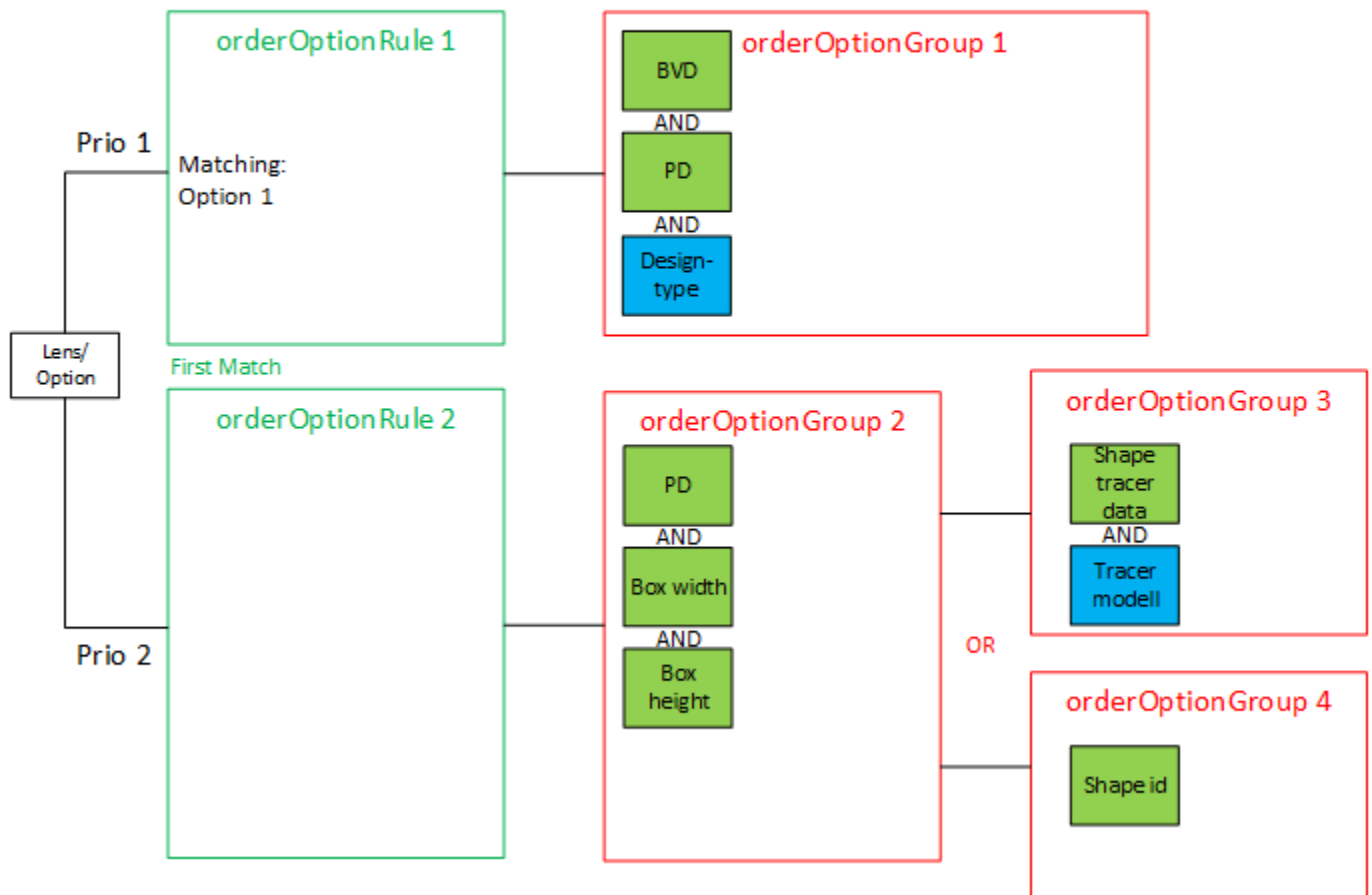 orderOptionRule 1
orderOptionGroup 1
BVD
AND
Prio 1
PD
Matching:
Option 1
AND
Design-
type
Lens/
Option
First Match
orderOptionRule 2
orderOptionGroup 2
orderOptionGroup 3
PD
Shape
tracer
data
AND
AND
Box width
Tracer
modell
AND
Prio 2
OR
Box
height
orderOptionGroup 4
Shape id